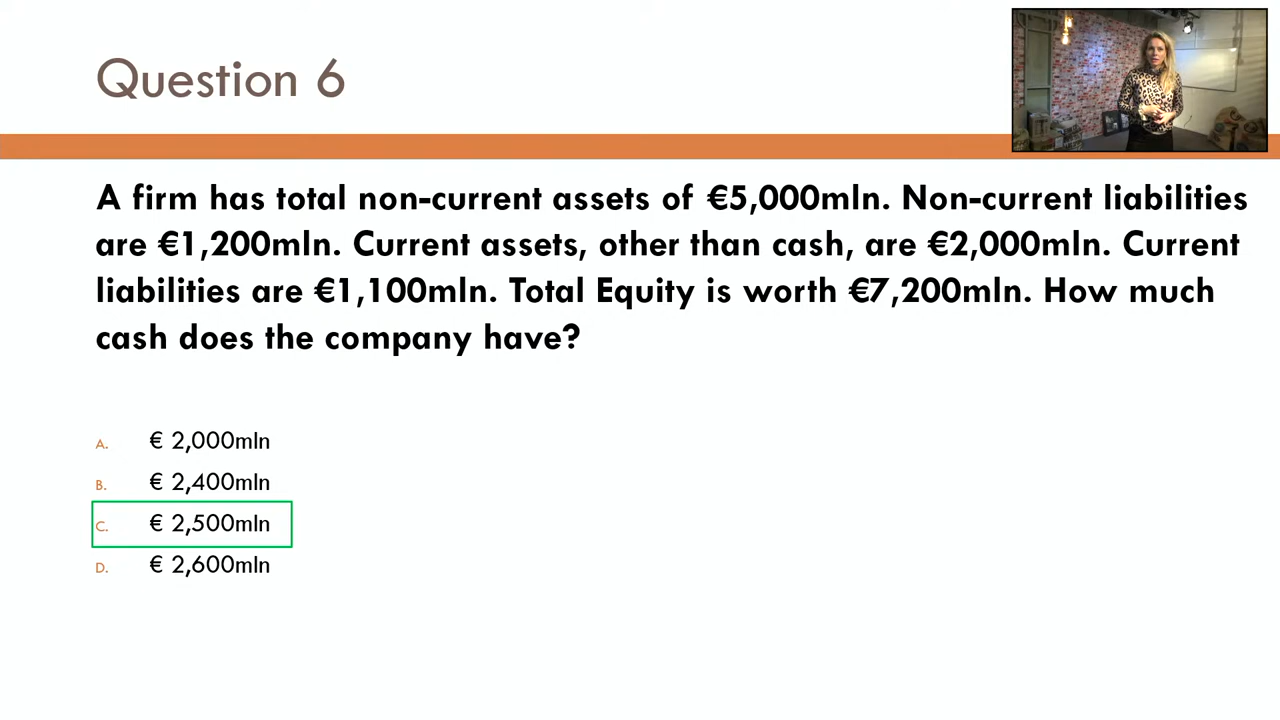 Question 6
A firm has total non-current assets of €5,000mln. Non-current liabilities
are €1,200mln. Current assets, other than cash, are €2,000mln. Current
liabilities are €1,100mln. Total Equity is worth €7,200mln. How much
cash does the company have?
A. € 2,000mln
B. € 2,400mln
C. € 2,500mln
D. € 2,600mln